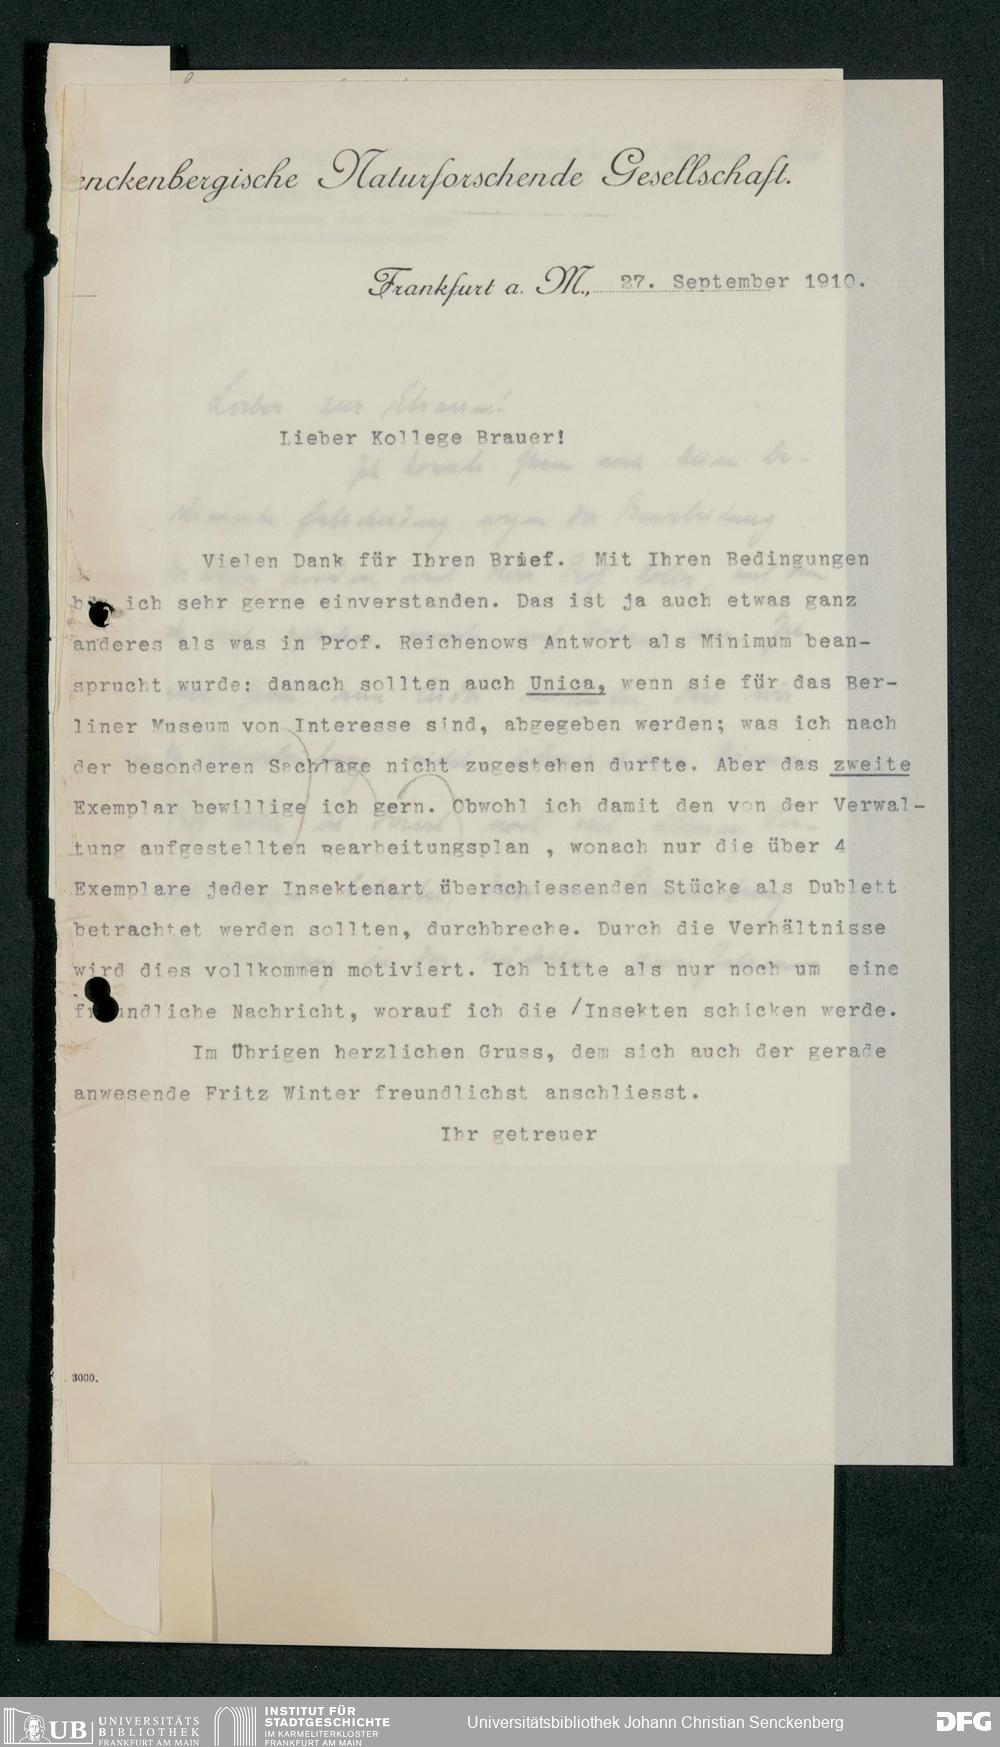 enckenbergische Naturforschende Gesellschaft.
Frankfurt a. M., 27. September 1910.
Lieber Kollege Brauer!
Vielen Dank für Ihren Brief. Mit Ihren Bedingungen
ich sehr gerne einverstanden. Das ist ja auch etwas ganz
anderes als was in Prof. Reichenows Antwort als Minimum bean-
sprucht wurde: danach sollten auch Unica, wenn sie für das Ber-
liner Museum von Interesse sind, abgegeben werden; was ich nach
der besonderen Sachlage nicht zugestehen durfte. Aber das zweite
Exemplar bewillige ich gern. Obwohl ich damit den von der Verwal-
tung aufgestellten Bearbeitungsplan , wonach nur die über 4
Exemplare jeder Insektenart überschiessenden Stücke als Dublett
betrachtet werden sollten, durchbreche. Durch die Verhältnisse
wird dies vollkommen motiviert. Ich bitte als nur noch um eine
freundliche Nachricht, worauf ich die /Insekten schicken werde.
Im Übrigen herzlichen Gruss, dem sich auch der gerade
anwesende Fritz Winter freundlichst anschliesst.
Ihr getreuer
3000.
UB UNIVERSITÄTS
BIBLIOTHEK
FRANKFURT AM MAIN
INSTITUT FÜR
STADTGESCHICHTE
IM KARMELITERKLOSTER
FRANKFURT AM MAIN
Universitätsbibliothek Johann Christian Senckenberg
DFG